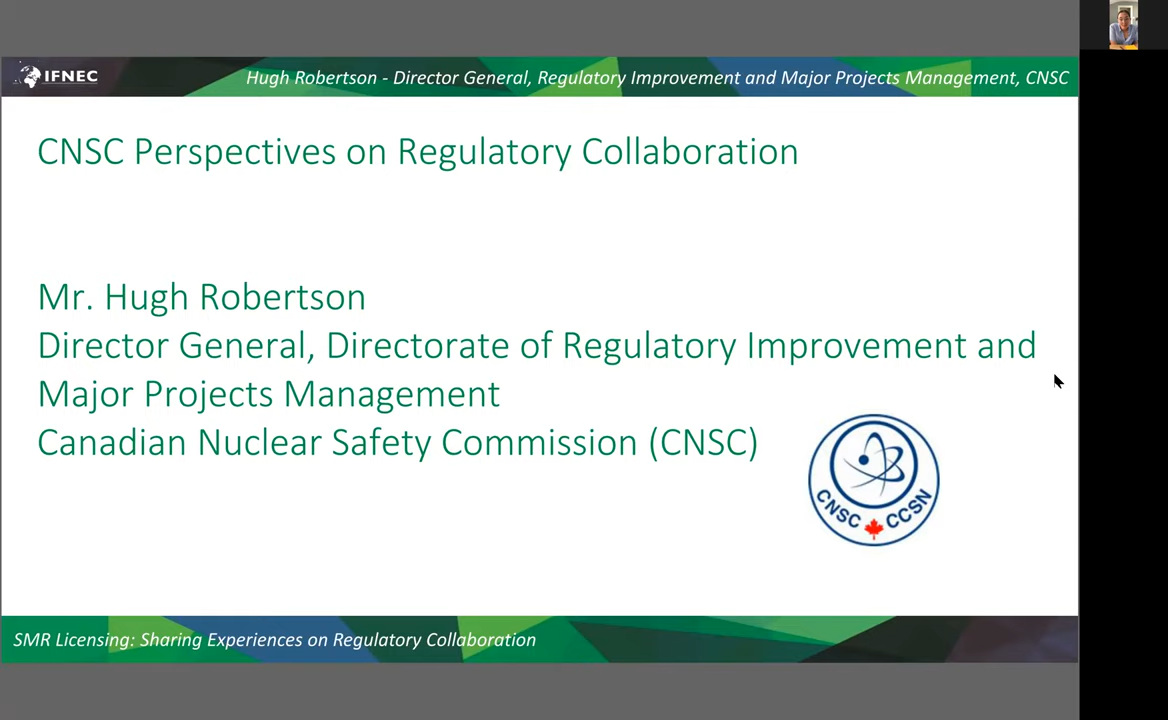 IFNEC
Hugh Robertson - Director General, Regulatory Improvement and Major Projects Management, CNSC
CNSC Perspectives on Regulatory Collaboration
Mr. Hugh Robertson
Director General, Directorate of Regulatory Improvement and
Major Projects Management
Canadian Nuclear Safety Commission (CNSC)
CNSC CCSN
SMR Licensing: Sharing Experiences on Regulatory Collaboration